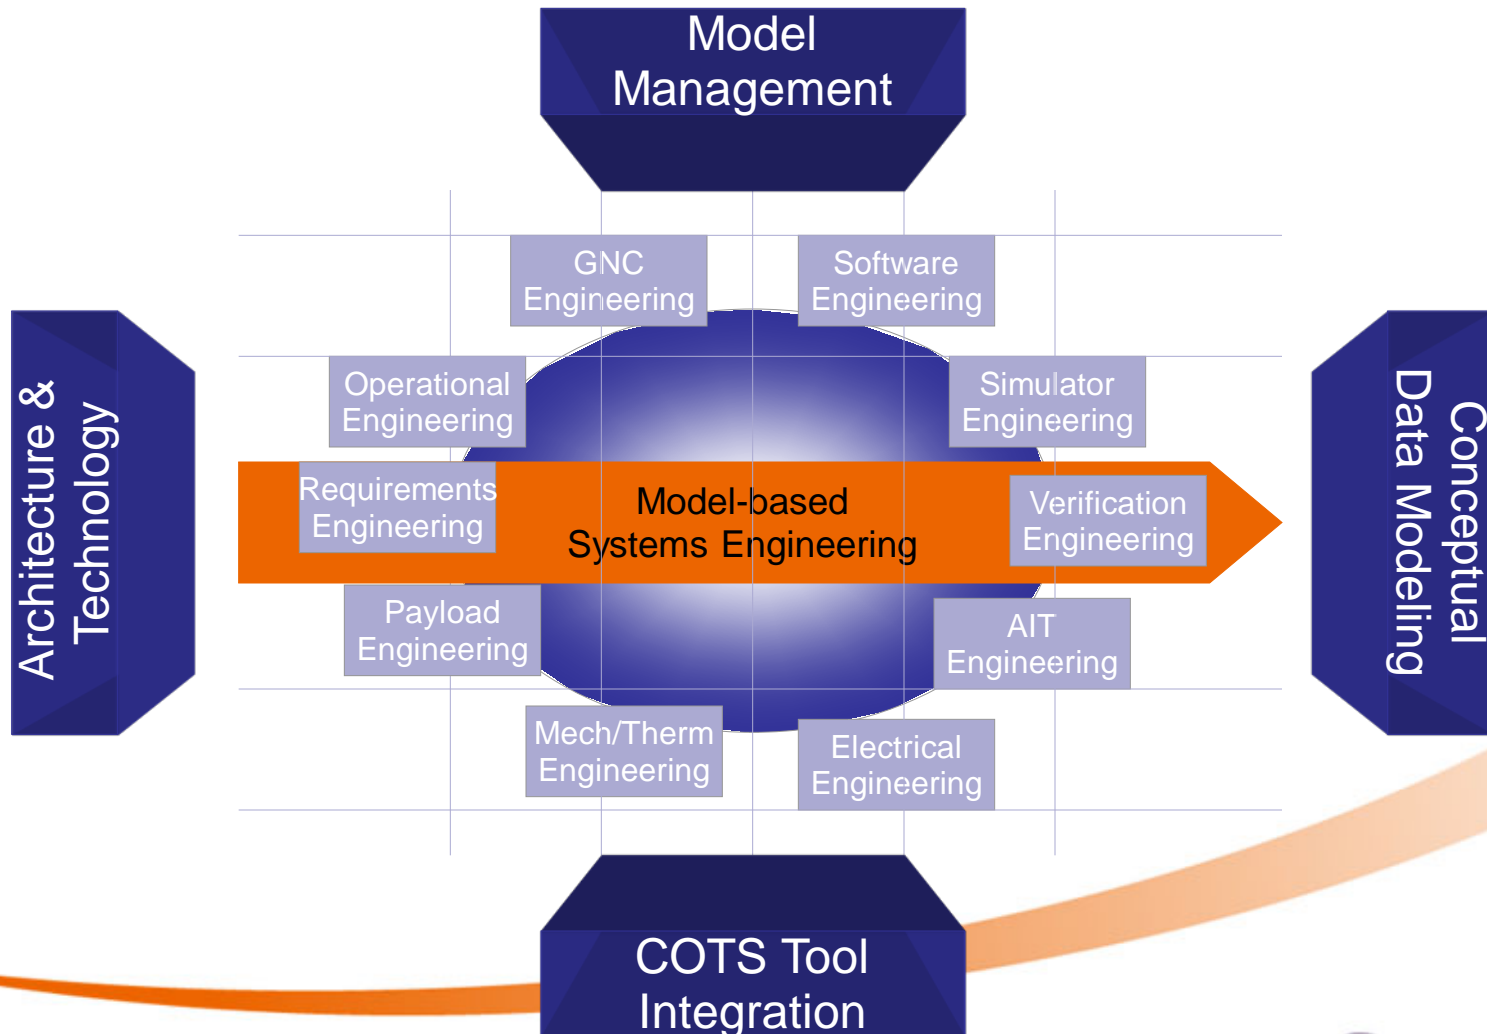 Model
Management
GNC
Engineering
Software
Engineering
Operational
Engineering
Simulator
Engineering
Architecture &
Technology
Requirements
Engineering
Model-based
Systems Engineering
Verification
Engineering
Conceptual
Data Modeling
Payload
Engineering
AIT
Engineering
Mech/Therm
Engineering
Electrical
Engineering
COTS Tool
Integration